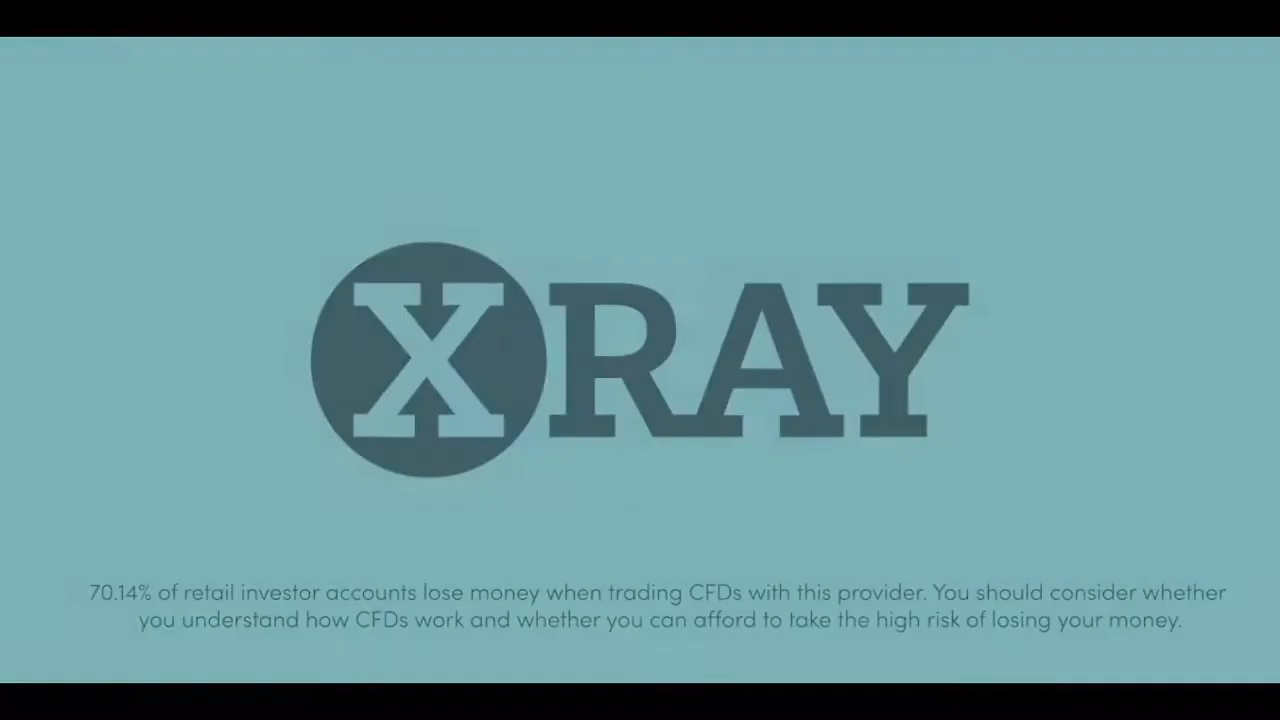 XRAY
70.14% of retail investor accounts lose money when trading CFDs with this provider. You should consider whether
you understand how CFDs work and whether you can afford to take the high risk of losing your money.